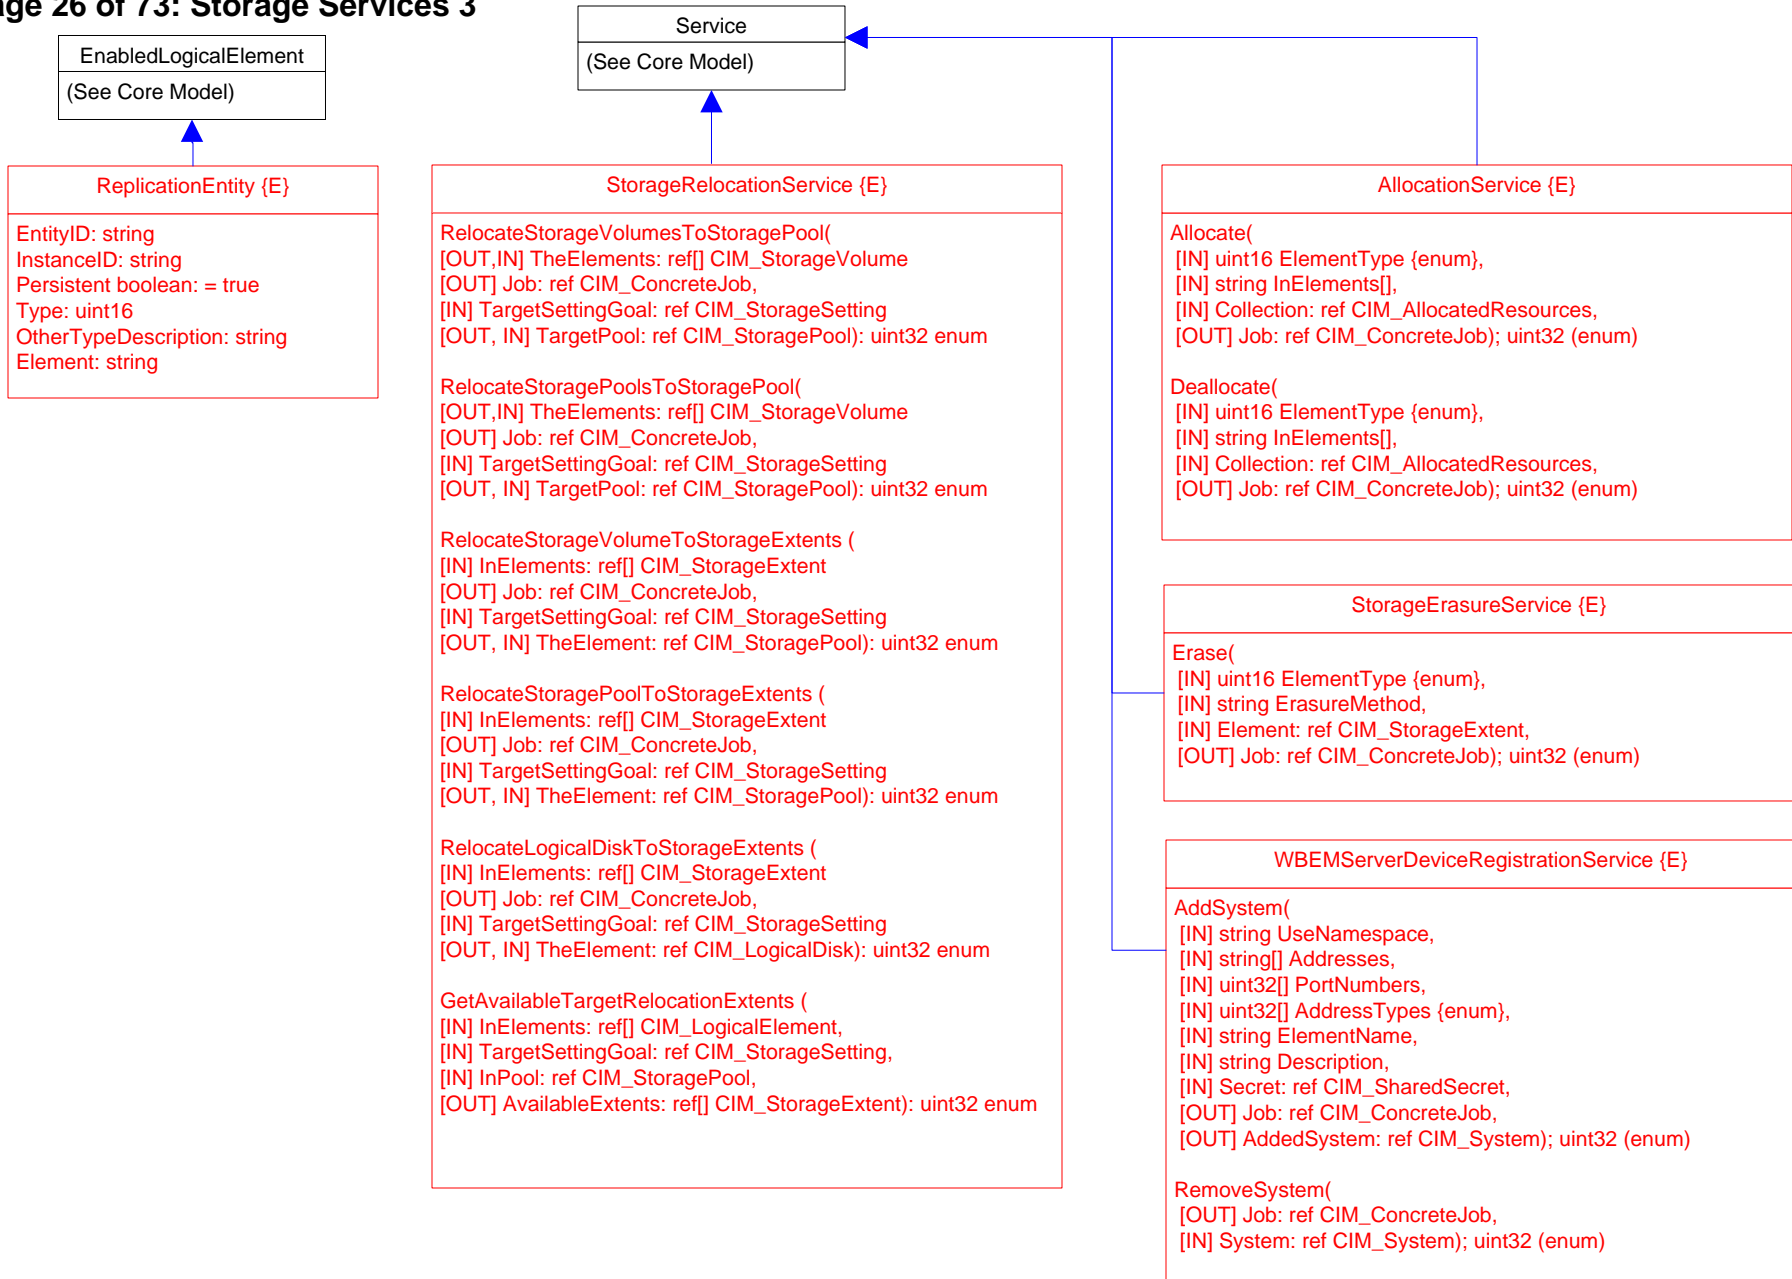 age 26 of 73: Storage Services 3
EnabledLogicalElement
(See Core Model)
Service
(See Core Model)
ReplicationEntity {E}
EntityID: string
InstanceID: string
Persistent boolean: = true
Type: uint16
OtherTypeDescription: string
Element: string
StorageRelocationService {E}
RelocateStorageVolumesToStoragePool(
[OUT,IN] TheElements: ref[] CIM_StorageVolume
[OUT] Job: ref CIM_ConcreteJob,
[IN] TargetSettingGoal: ref CIM_StorageSetting
[OUT, IN] TargetPool: ref CIM_StoragePool): uint32 enum
RelocateStoragePoolsToStoragePool(
[OUT,IN] TheElements: ref[] CIM_StorageVolume
[OUT] Job: ref CIM_ConcreteJob,
[IN] TargetSettingGoal: ref CIM_StorageSetting
[OUT, IN] TargetPool: ref CIM_StoragePool): uint32 enum
RelocateStorageVolumeToStorageExtents (
[IN] InElements: ref[] CIM_StorageExtent
[OUT] Job: ref CIM_ConcreteJob,
[IN] TargetSettingGoal: ref CIM_StorageSetting
[OUT, IN] TheElement: ref CIM_StoragePool): uint32 enum
RelocateStoragePoolToStorageExtents (
[IN] InElements: ref[] CIM_StorageExtent
[OUT] Job: ref CIM_ConcreteJob,
[IN] TargetSettingGoal: ref CIM_StorageSetting
[OUT, IN] TheElement: ref CIM_StoragePool): uint32 enum
RelocateLogicalDiskToStorageExtents (
[IN] InElements: ref[] CIM_StorageExtent
[OUT] Job: ref CIM_ConcreteJob,
[IN] TargetSettingGoal: ref CIM_StorageSetting
[OUT, IN] TheElement: ref CIM_LogicalDisk): uint32 enum
GetAvailableTargetRelocationExtents (
[IN] InElements: ref[] CIM_LogicalElement,
[IN] TargetSettingGoal: ref CIM_StorageSetting,
[IN] InPool: ref CIM_StoragePool,
[OUT] AvailableExtents: ref[] CIM_StorageExtent): uint32 enum
AllocationService {E}
Allocate(
[IN] uint16 ElementType {enum},
[IN] string InElements[],
[IN] Collection: ref CIM_AllocatedResources,
[OUT] Job: ref CIM_ConcreteJob); uint32 (enum)
Deallocate(
[IN] uint16 ElementType {enum},
[IN] string InElements[],
[IN] Collection: ref CIM_AllocatedResources,
[OUT] Job: ref CIM_ConcreteJob); uint32 (enum)
StorageErasureService {E}
Erase(
[IN] uint16 ElementType {enum},
[IN] string ErasureMethod,
[IN] Element: ref CIM_StorageExtent,
[OUT] Job: ref CIM_ConcreteJob); uint32 (enum)
WBEMServerDeviceRegistrationService {E}
AddSystem(
[IN] string UseNamespace,
[IN] string[] Addresses,
[IN] uint32[] PortNumbers,
[IN] uint32[] AddressTypes {enum},
[IN] string ElementName,
[IN] string Description,
[IN] Secret: ref CIM_SharedSecret,
[OUT] Job: ref CIM_ConcreteJob,
[OUT] AddedSystem: ref CIM_System); uint32 (enum)
RemoveSystem(
[OUT] Job: ref CIM_ConcreteJob,
[IN] System: ref CIM_System); uint32 (enum)